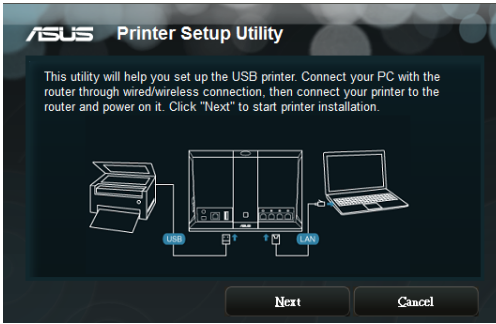 ASUS Printer Setup Utility
This utility will help you set up the USB printer. Connect your PC with the
router through wired/wireless connection, then connect your printer to the
router and power on it. Click "Next" to start printer installation.
ASUS
USB
LAN
Next
Cancel